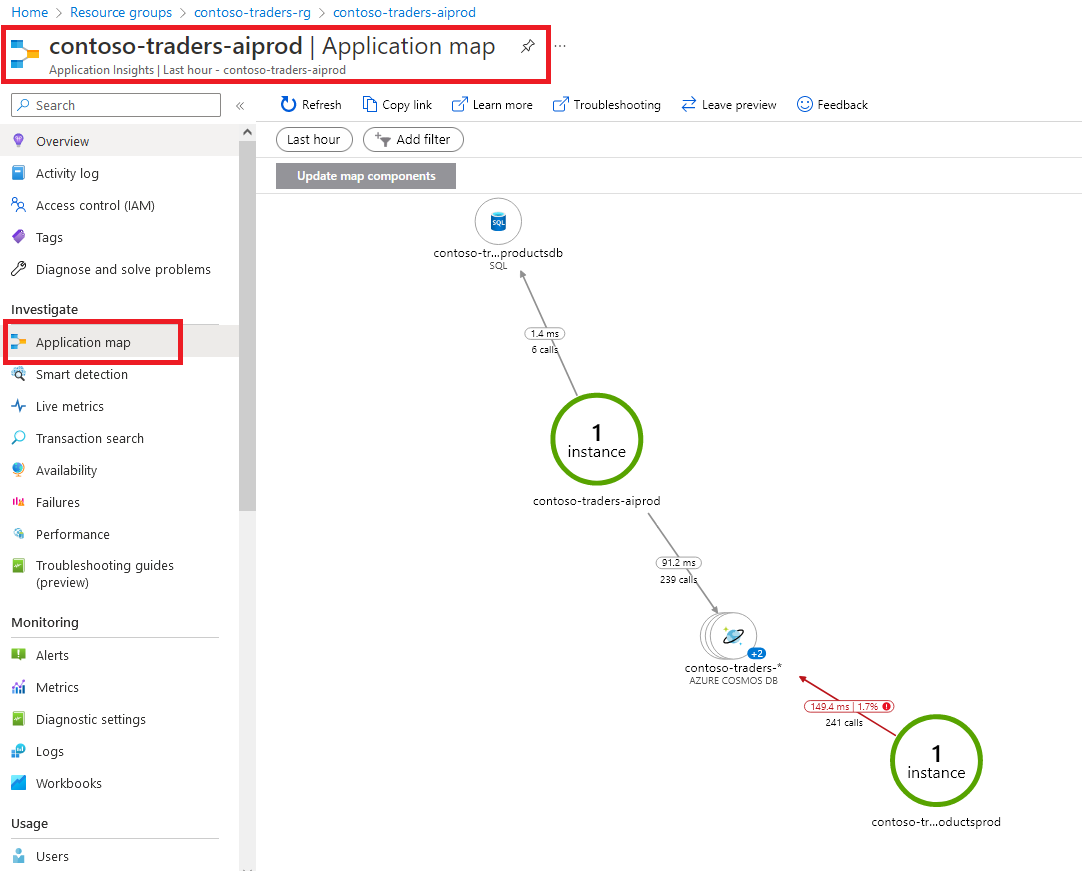 Home > Resource groups > contoso-traders-rg > contoso-traders-aiprod
contoso-traders-aiprod | Application map
Application Insights | Last hour - contoso-traders-aiprod
Search
Refresh
Copy link
Learn more
Troubleshooting
Leave preview
Feedback
Last hour
Add filter
Update map components
Overview
Activity log
Access control (IAM)
Tags
Diagnose and solve problems
Investigate
Application map
Smart detection
Live metrics
Transaction search
Availability
Failures
Performance
Troubleshooting guides
(preview)
Monitoring
Alerts
Metrics
Diagnostic settings
Logs
Workbooks
Usage
Users
SQL
contoso-tr...productsdb
SQL
1.4 ms
6 calls
1
instance
contoso-traders-aiprod
91.2 ms
239 calls
+2
contoso-traders-*
AZURE COSMOS DB
149.4 ms | 1.7%
241 calls
1
instance
contoso-tr...oductsprod